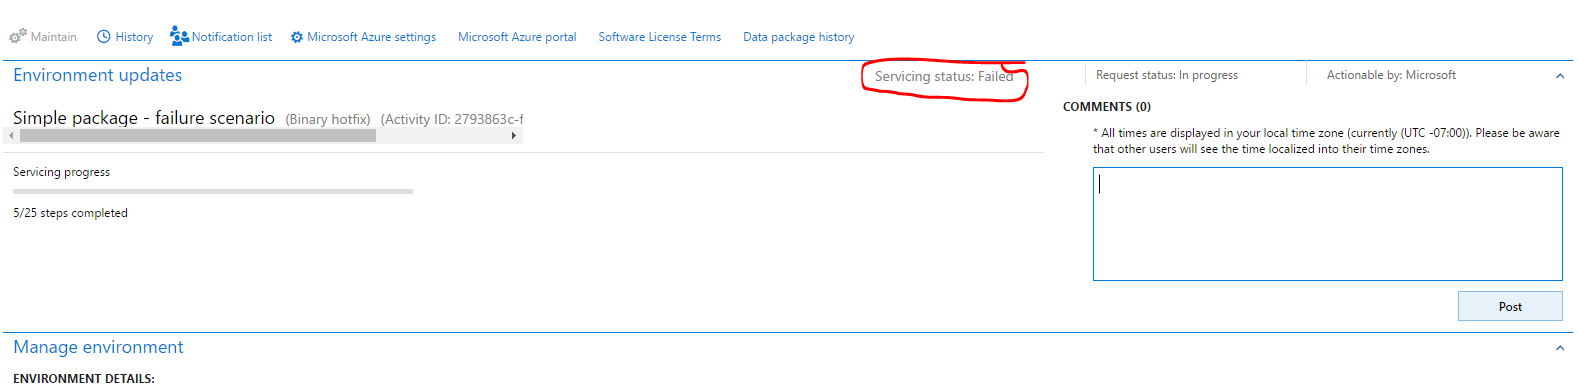 Maintain History Notification list Microsoft Azure settings Microsoft Azure portal Software License Terms Data package history
Environment updates
Servicing status: Failed
Request status: In progress
Actionable by: Microsoft
Simple package - failure scenario (Binary hotfix) (Activity ID: 2793863c-f
Servicing progress
5/25 steps completed
COMMENTS (0)
* All times are displayed in your local time zone (currently (UTC -07:00)). Please be aware
that other users will see the time localized into their time zones.
Post
Manage environment
ENVIRONMENT DETAILS: